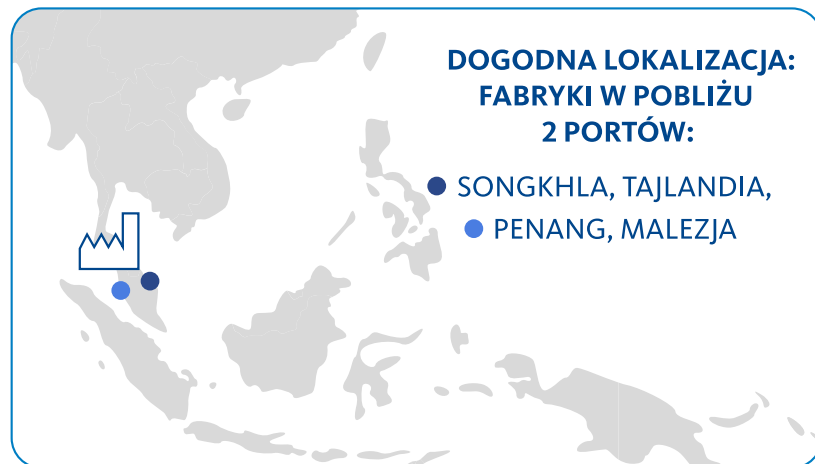 DOGODNA LOKALIZACJA:
FABRYKI W POBLIŻU
2 PORTÓW:
SONGKHLA, TAJLANDIA,
PENANG, MALEZJA